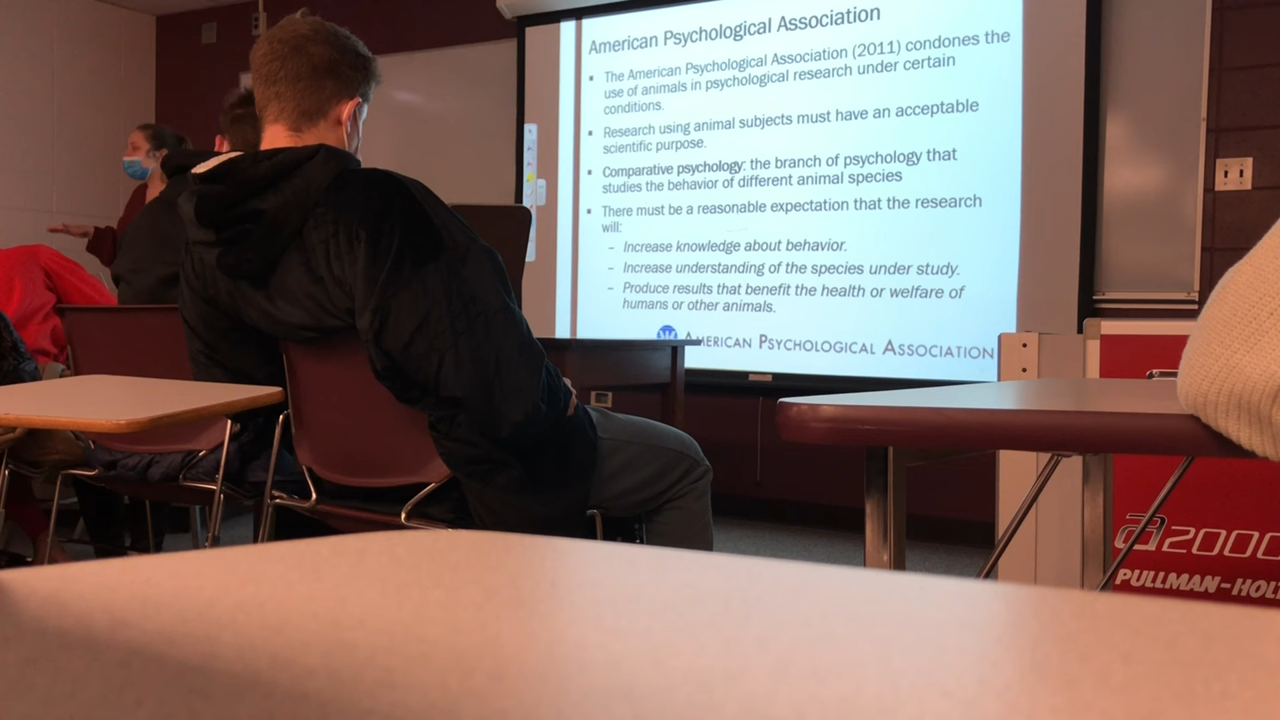 American Psychological Association
The American Psychological Association (2011) condones the
use of animals in psychological research under certain
conditions.
Research using animal subjects must have an acceptable
scientific purpose.
Comparative psychology: the branch of psychology that
studies the behavior of different animal species
There must be a reasonable expectation that the research
will:
– Increase knowledge about behavior.
– Increase understanding of the species under study.
– Produce results that benefit the health or welfare of
humans or other animals.
AMERICAN PSYCHOLOGICAL ASSOCIATION
a2000
PULLMAN-HOLT